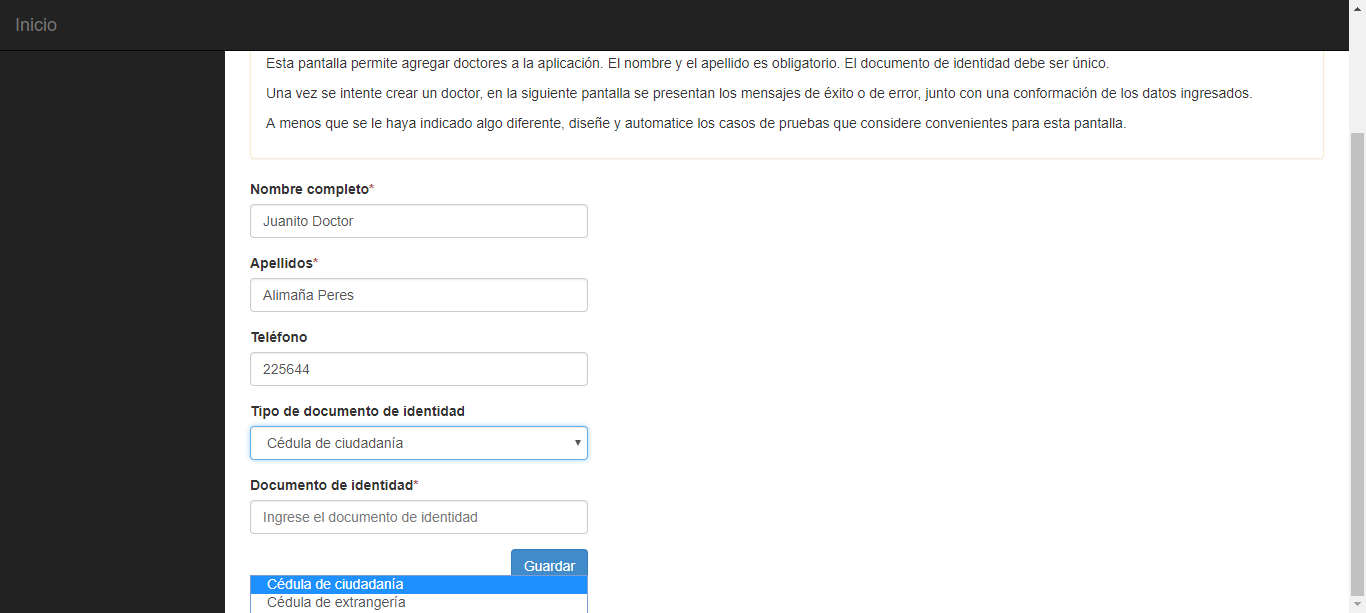 Inicio
Esta pantalla permite agregar doctores a la aplicación. El nombre y el apellido es obligatorio. El documento de identidad debe ser único.
Una vez se intente crear un doctor, en la siguiente pantalla se presentan los mensajes de éxito o de error, junto con una conformación de los datos ingresados.
A menos que se le haya indicado algo diferente, diseñe y automatice los casos de pruebas que considere convenientes para esta pantalla.
Nombre completo*
Juanito Doctor
Apellidos*
Alimaña Peres
Teléfono
225644
Tipo de documento de identidad
Cédula de ciudadanía
Documento de identidad*
Ingrese el documento de identidad
Guardar
Cédula de ciudadanía
Cédula de extrangería